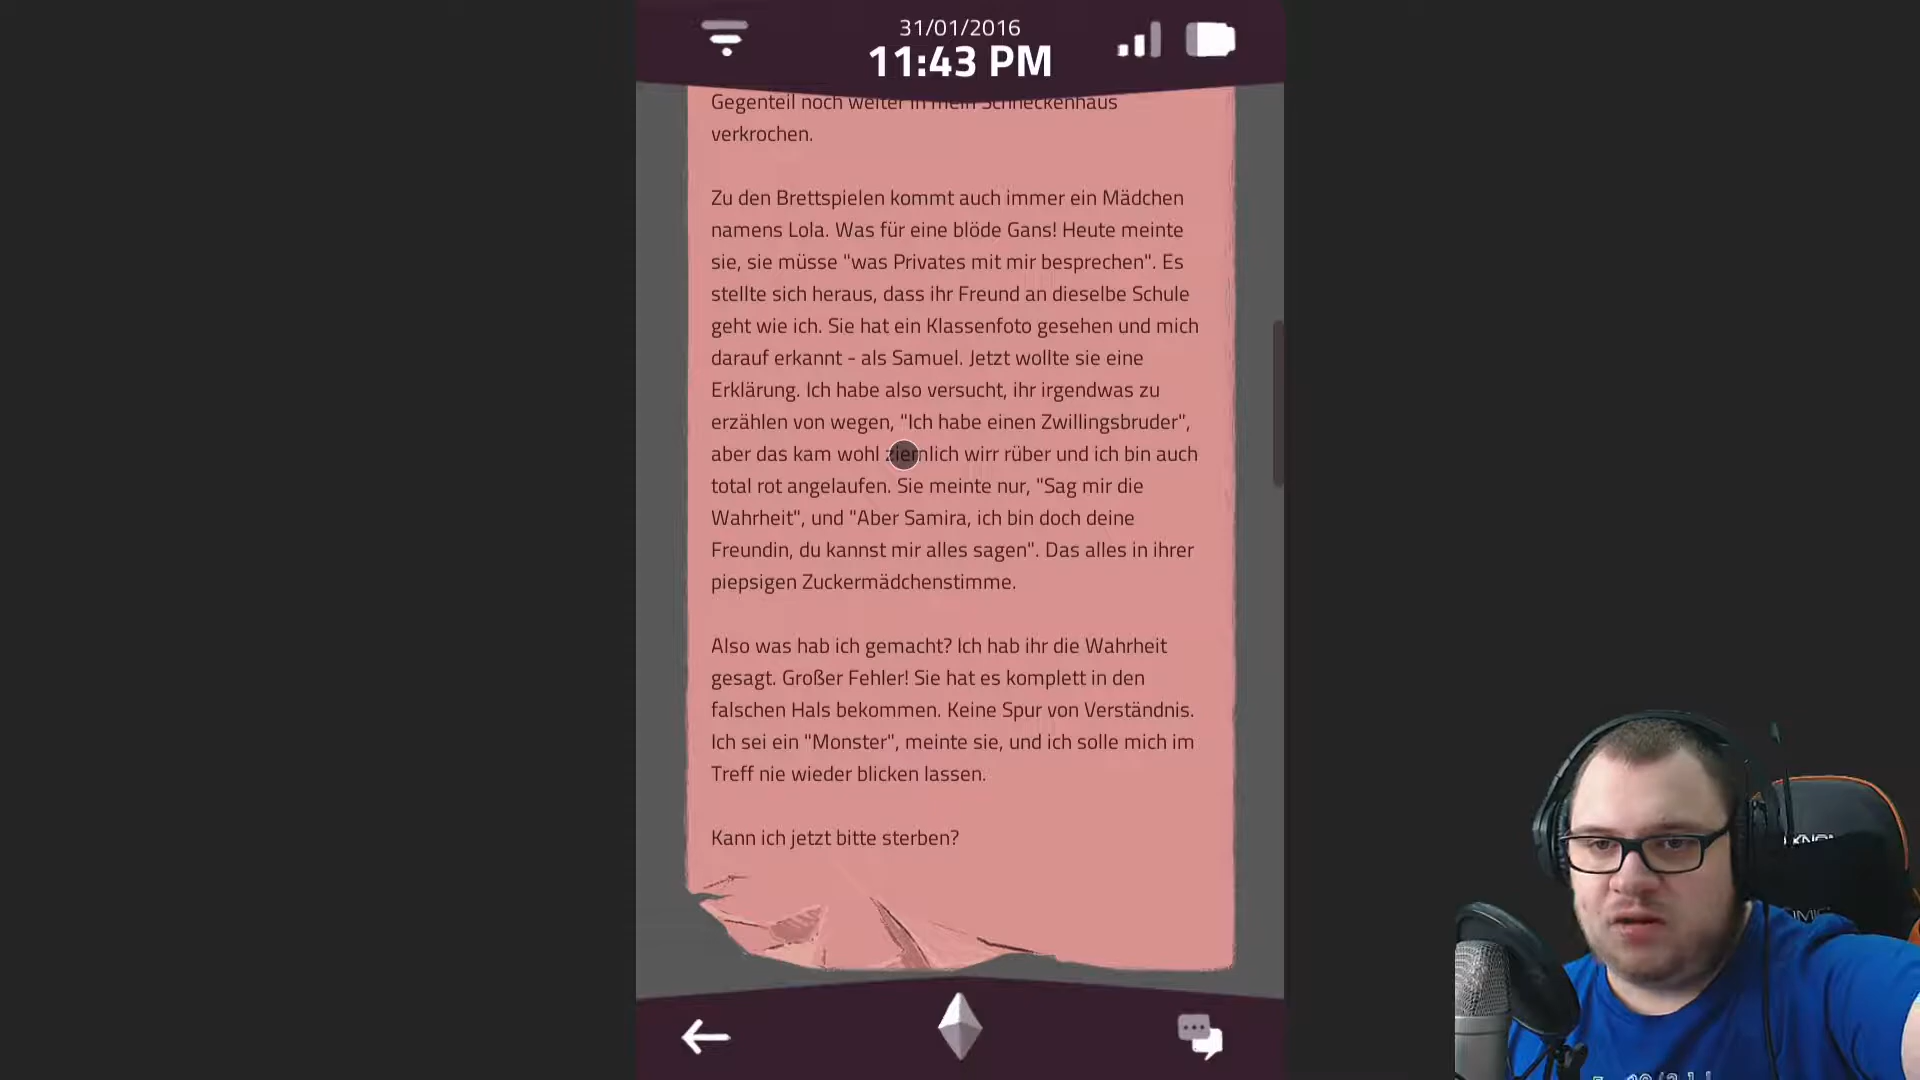 31/01/2016
11:43 PM
Gegenteil noch weiter in mein Schneckenhaus
verkrochen.
Zu den Brettspielen kommt auch immer ein Mädchen
namens Lola. Was für eine blöde Gans! Heute meinte
sie, sie müsse "was Privates mit mir besprechen". Es
stellte sich heraus, dass ihr Freund an dieselbe Schule
geht wie ich. Sie hat ein Klassenfoto gesehen und mich
darauf erkannt - als Samuel. Jetzt wollte sie eine
Erklärung. Ich habe also versucht, ihr irgendwas zu
erzählen von wegen, "Ich habe einen Zwillingsbruder",
aber das kam wohl ziemlich wirr rüber und ich bin auch
total rot angelaufen. Sie meinte nur, "Sag mir die
Wahrheit", und "Aber Samira, ich bin doch deine
Freundin, du kannst mir alles sagen". Das alles in ihrer
piepsigen Zuckermädchenstimme.
Also was hab ich gemacht? Ich hab ihr die Wahrheit
gesagt. Großer Fehler! Sie hat es komplett in den
falschen Hals bekommen. Keine Spur von Verständnis.
Ich sei ein "Monster", meinte sie, und ich solle mich im
Treff nie wieder blicken lassen.
Kann ich jetzt bitte sterben?